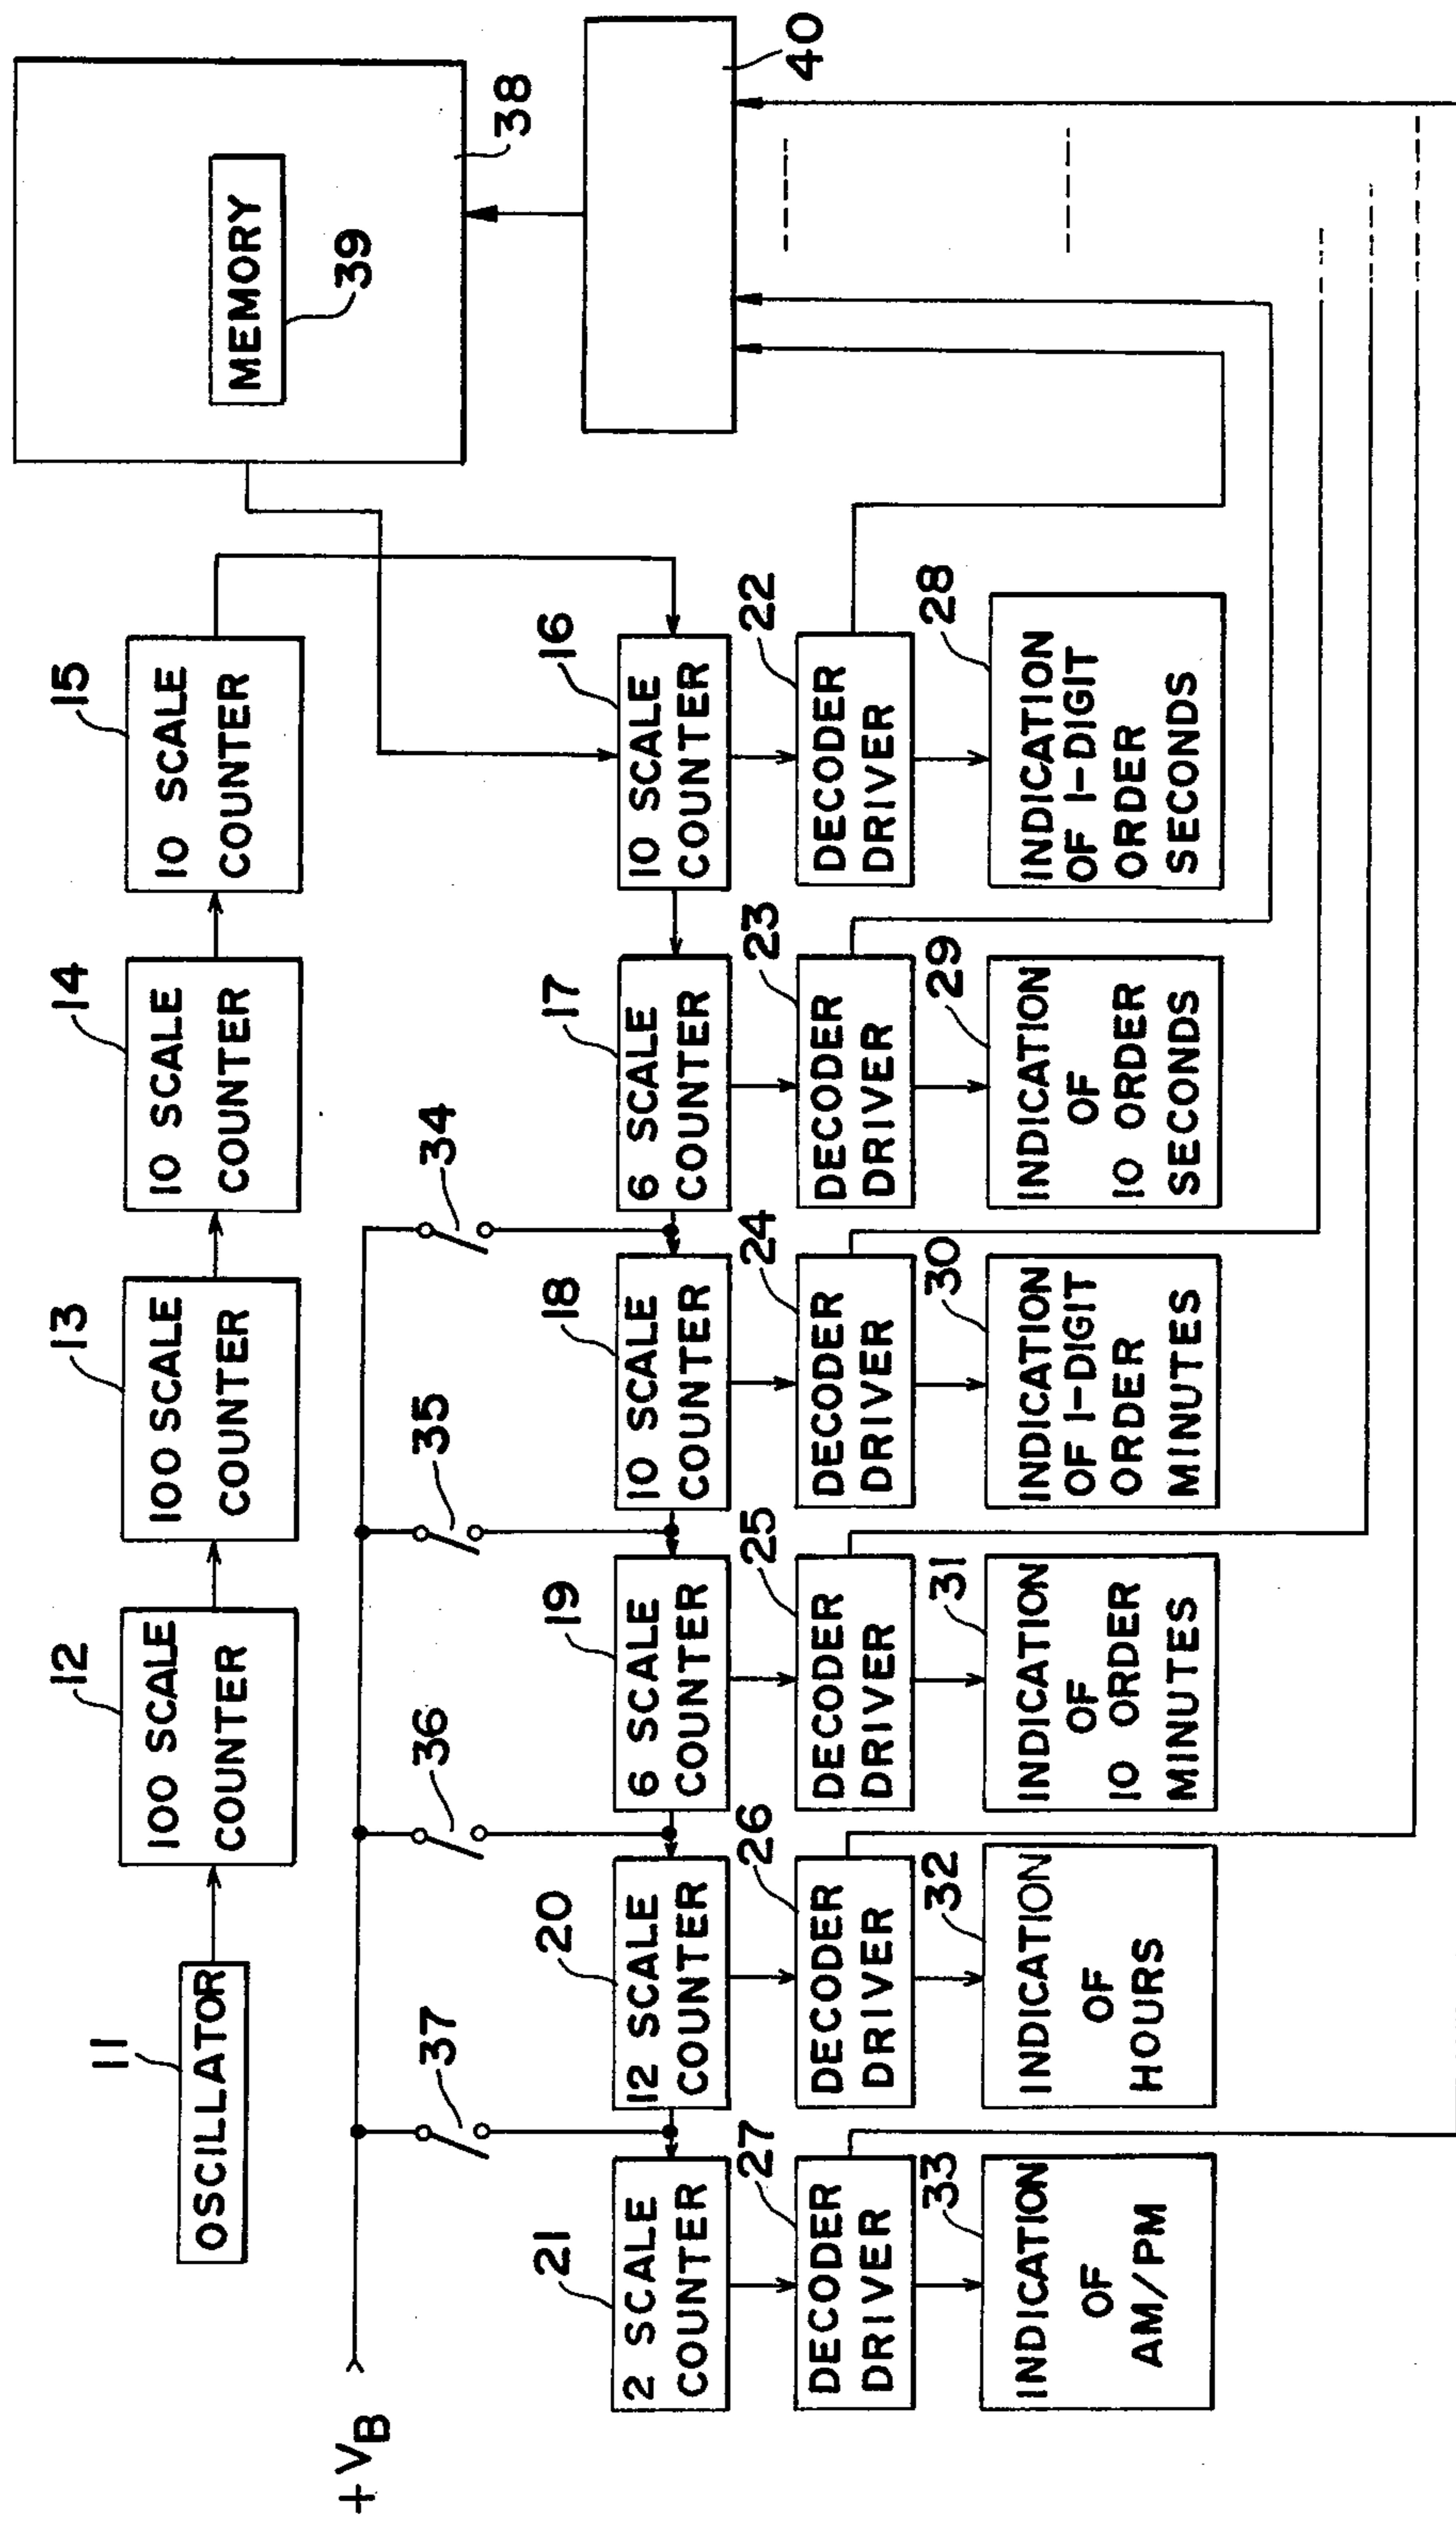 11
OSCILLATOR
12
100 SCALE
COUNTER
13
100 SCALE
COUNTER
14
10 SCALE
COUNTER
15
10 SCALE
COUNTER
MEMORY
39
38
+VB
37
36
35
34
40
21
2 SCALE
COUNTER
20
12 SCALE
COUNTER
19
6 SCALE
COUNTER
18
10 SCALE
COUNTER
17
6 SCALE
COUNTER
16
10 SCALE
COUNTER
27
DECODER
DRIVER
26
DECODER
DRIVER
25
DECODER
DRIVER
24
DECODER
DRIVER
23
DECODER
DRIVER
22
DECODER
DRIVER
33
INDICATION
OF
AM/PM
32
INDICATION
OF
HOURS
31
INDICATION
OF
10 ORDER
MINUTES
30
INDICATION
OF 1-DIGIT
ORDER
MINUTES
29
INDICATION
OF
10 ORDER
SECONDS
28
INDICATION
OF 1-DIGIT
ORDER
SECONDS